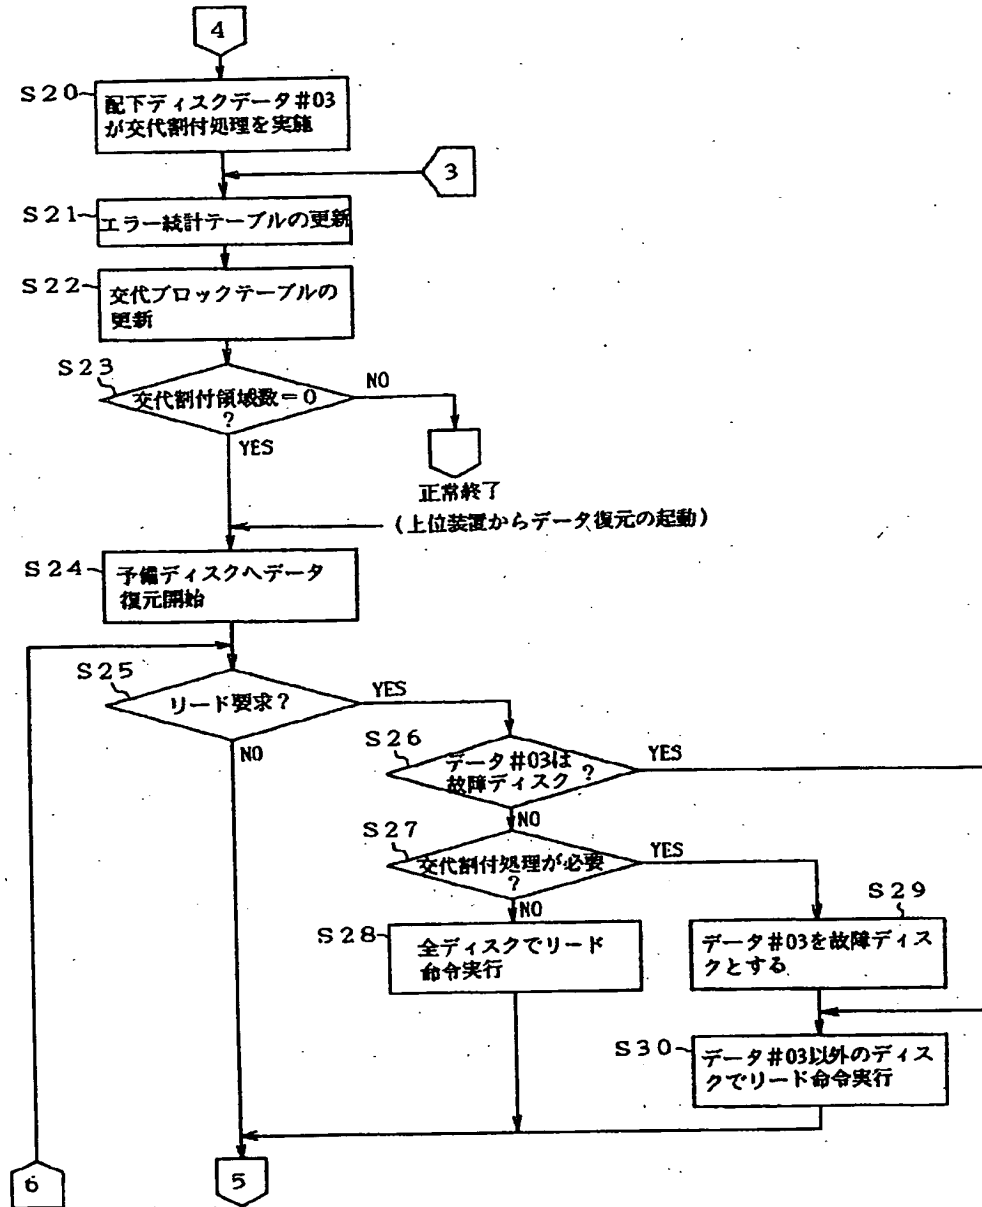 4
S20
配下ディスクデータ#03
が交代割付処理を実施
3
S21
エラー統計テーブルの更新
S22
交代ブロックテーブルの
更新
S23
交代割付領域数=0
?
NO
YES
正常終了
(上位装置からデータ復元の起動)
S24
予備ディスクへデータ
復元開始
S25
リード要求?
YES
NO
S26
データ#03は
故障ディスク?
YES
NO
S27
交代割付処理が必要
?
YES
NO
S28
全ディスクでリード
命令実行
S29
データ#03を故障ディス
クとする
S30
データ#03以外のディス
クでリード命令実行
6
5